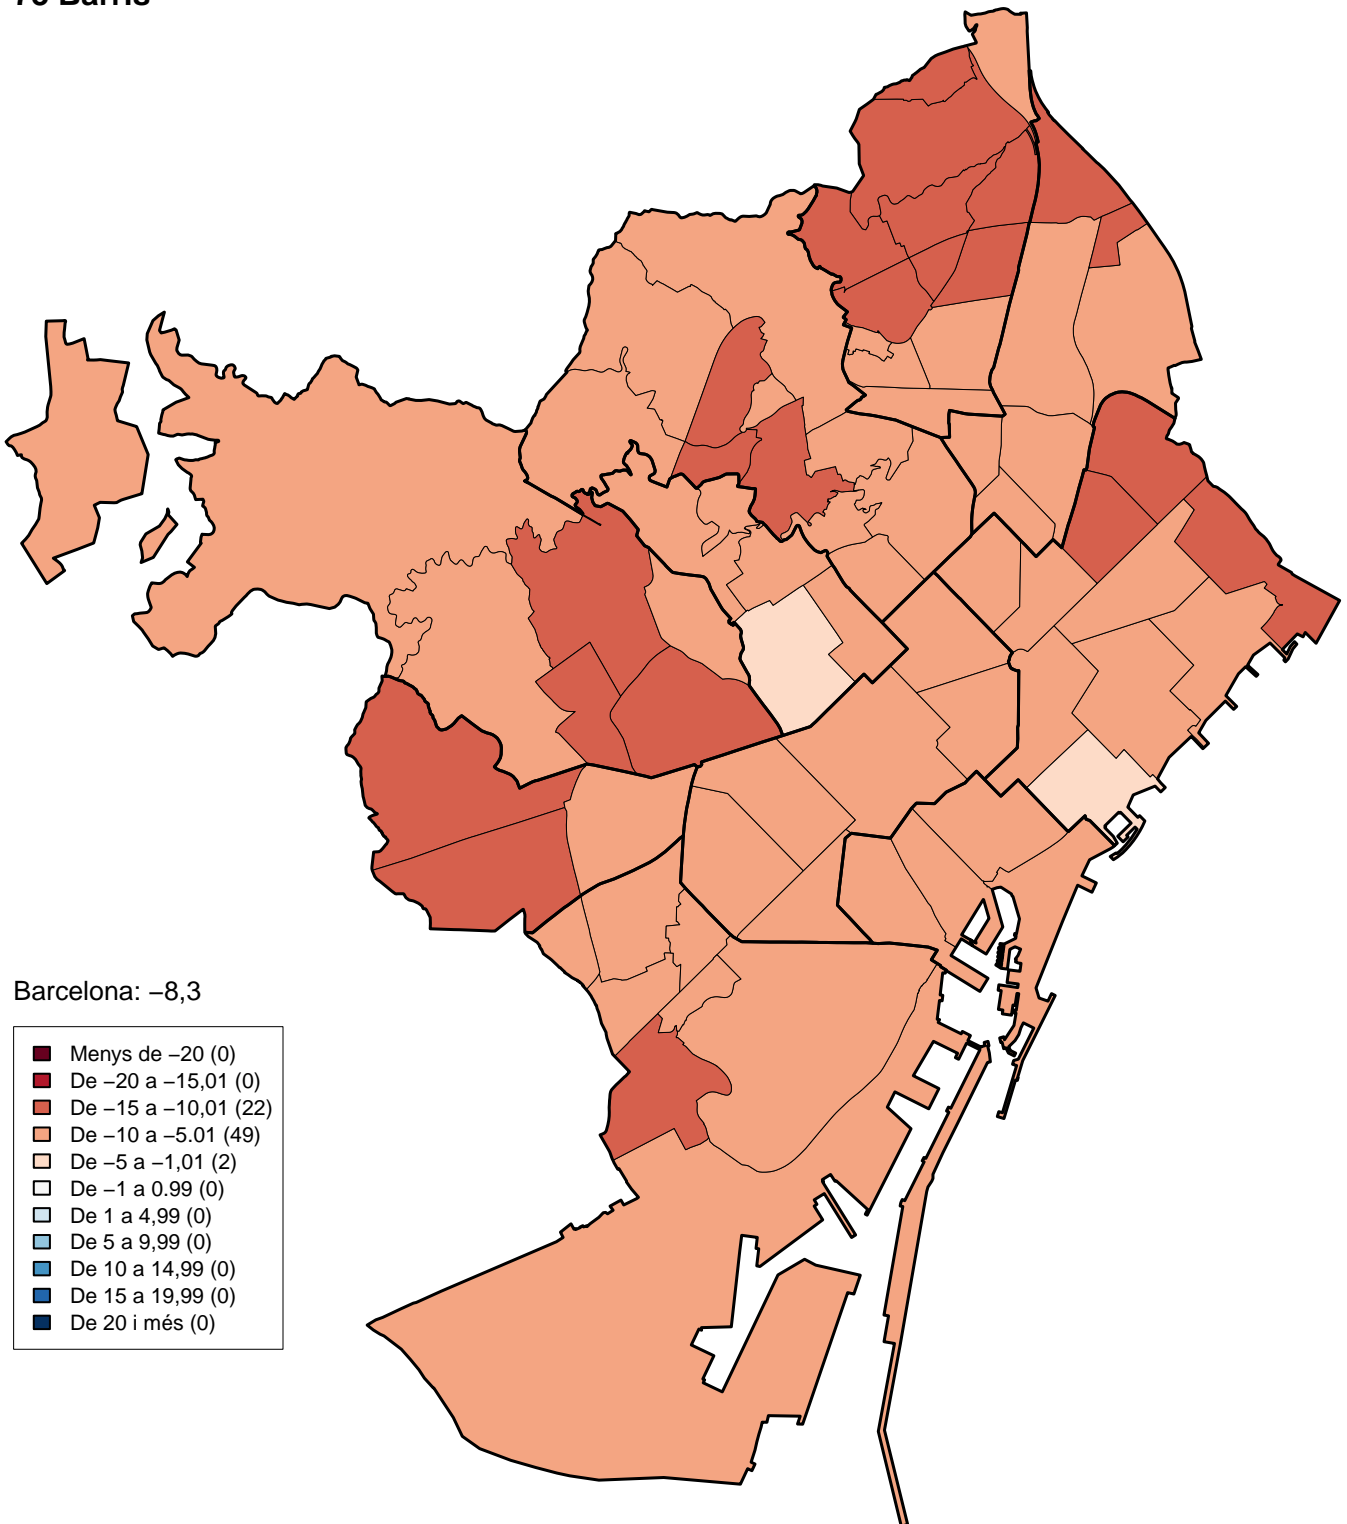 Barris
Barcelona: −8,3
Menys de −20 (0)
De −20 a −15,01 (0)
De −15 a −10,01 (22)
De −10 a −5.01 (49)
De −5 a −1,01 (2)
De −1 a 0.99 (0)
De 1 a 4,99 (0)
De 5 a 9,99 (0)
De 10 a 14,99 (0)
De 15 a 19,99 (0)
De 20 i més (0)